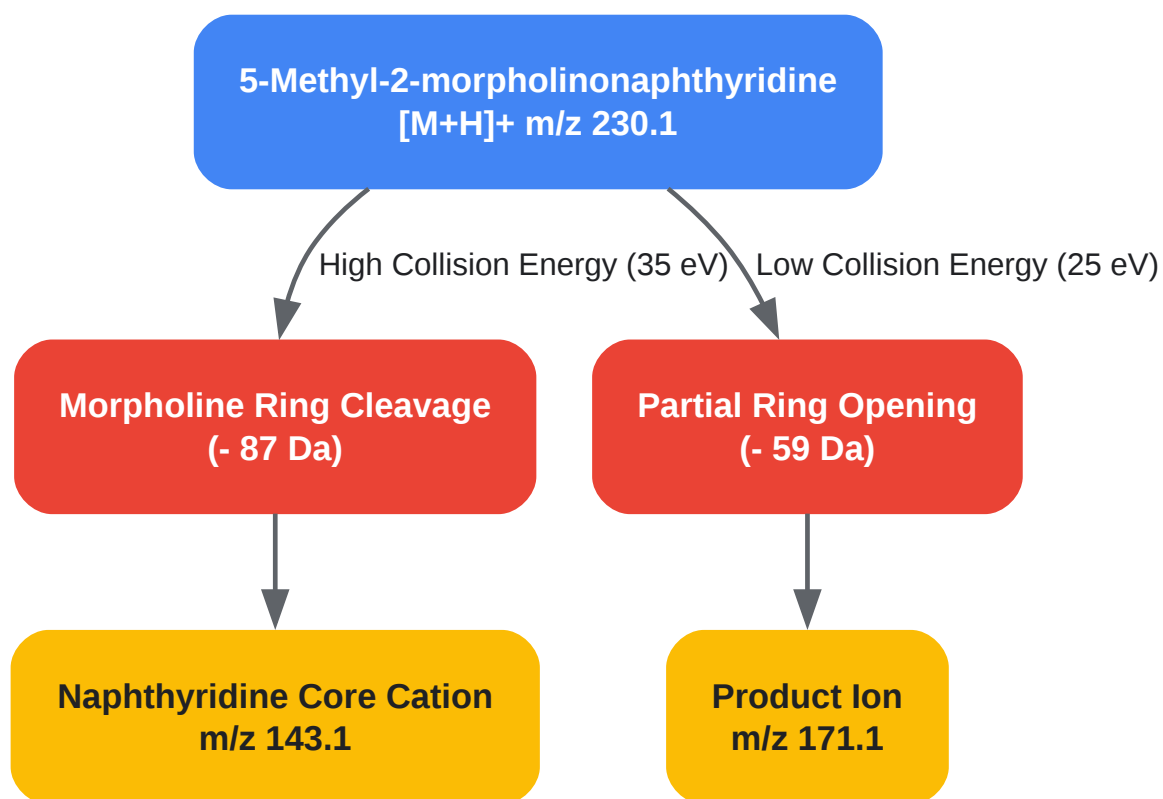 5-Methyl-2-morpholinonaphthyridine
[M+H]+ m/z 230.1
High Collision Energy (35 eV)
Low Collision Energy (25 eV)
Morpholine Ring Cleavage
(- 87 Da)
Partial Ring Opening
(- 59 Da)
Naphthyridine Core Cation
m/z 143.1
Product Ion
m/z 171.1